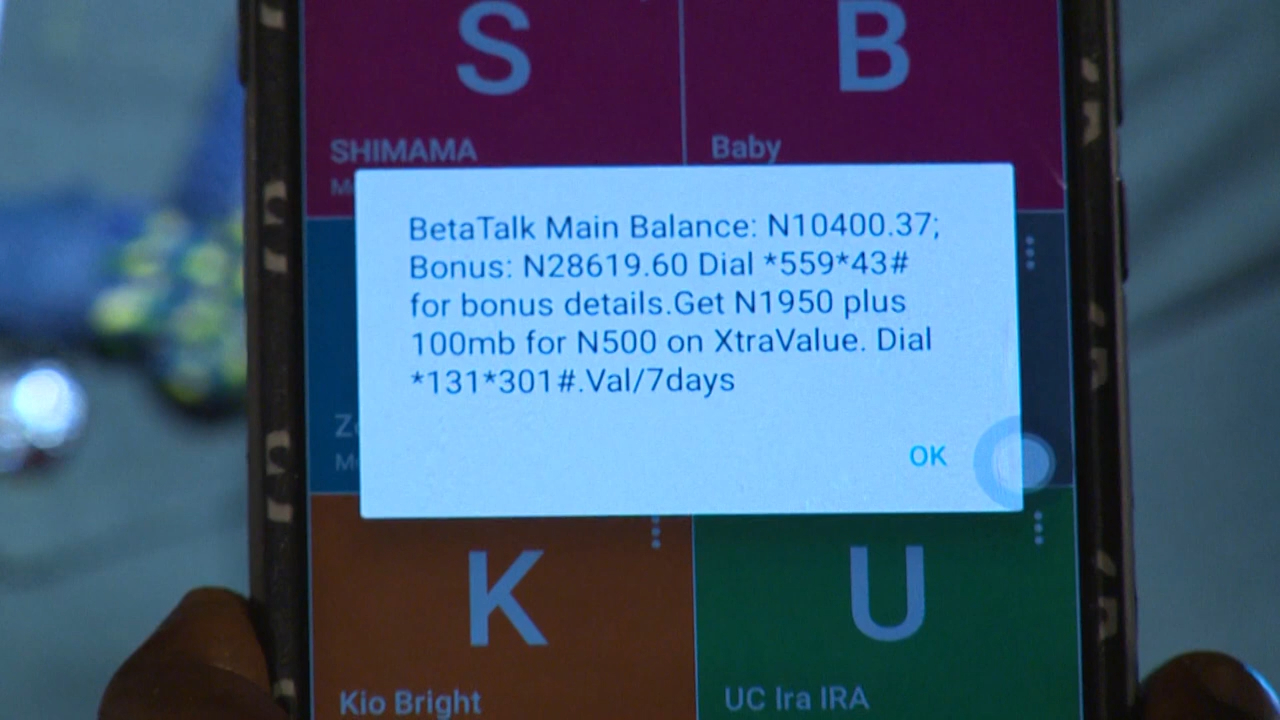 S
B
SHIMAMA
Baby
BetaTalk Main Balance: N10400.37;
Bonus: N28619.60 Dial *559*43#
for bonus details.Get N1950 plus
100mb for N500 on XtraValue. Dial
*131*301#.Val/7days
OK
K
U
Kio Bright
UC Ira IRA